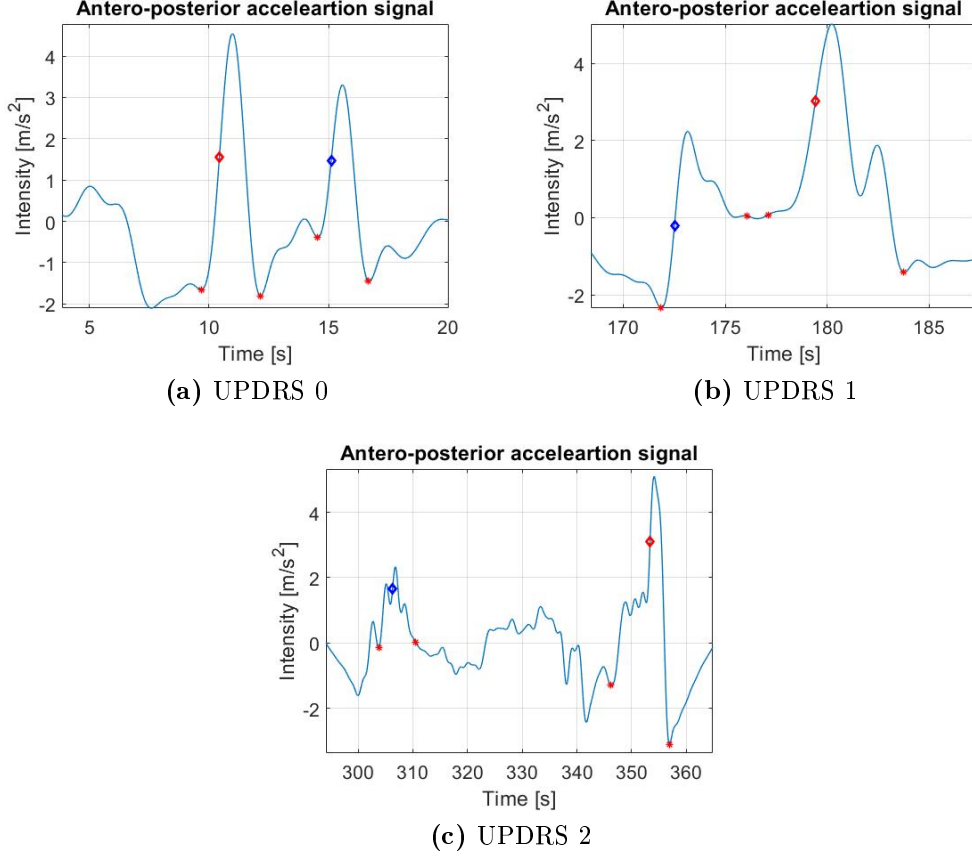 Antero-posterior acceleartion signal
Intensity [m/s²]
4
3
2
1
0
-1
-2
5
10
15
20
Time [s]
(a) UPDRS 0
Antero-posterior acceleartion signal
Intensity [m/s²]
4
2
0
-2
170
175
180
185
Time [s]
(b) UPDRS 1
Antero-posterior acceleartion signal
Intensity [m/s²]
4
2
0
-2
300
310
320
330
340
350
360
Time [s]
(c) UPDRS 2